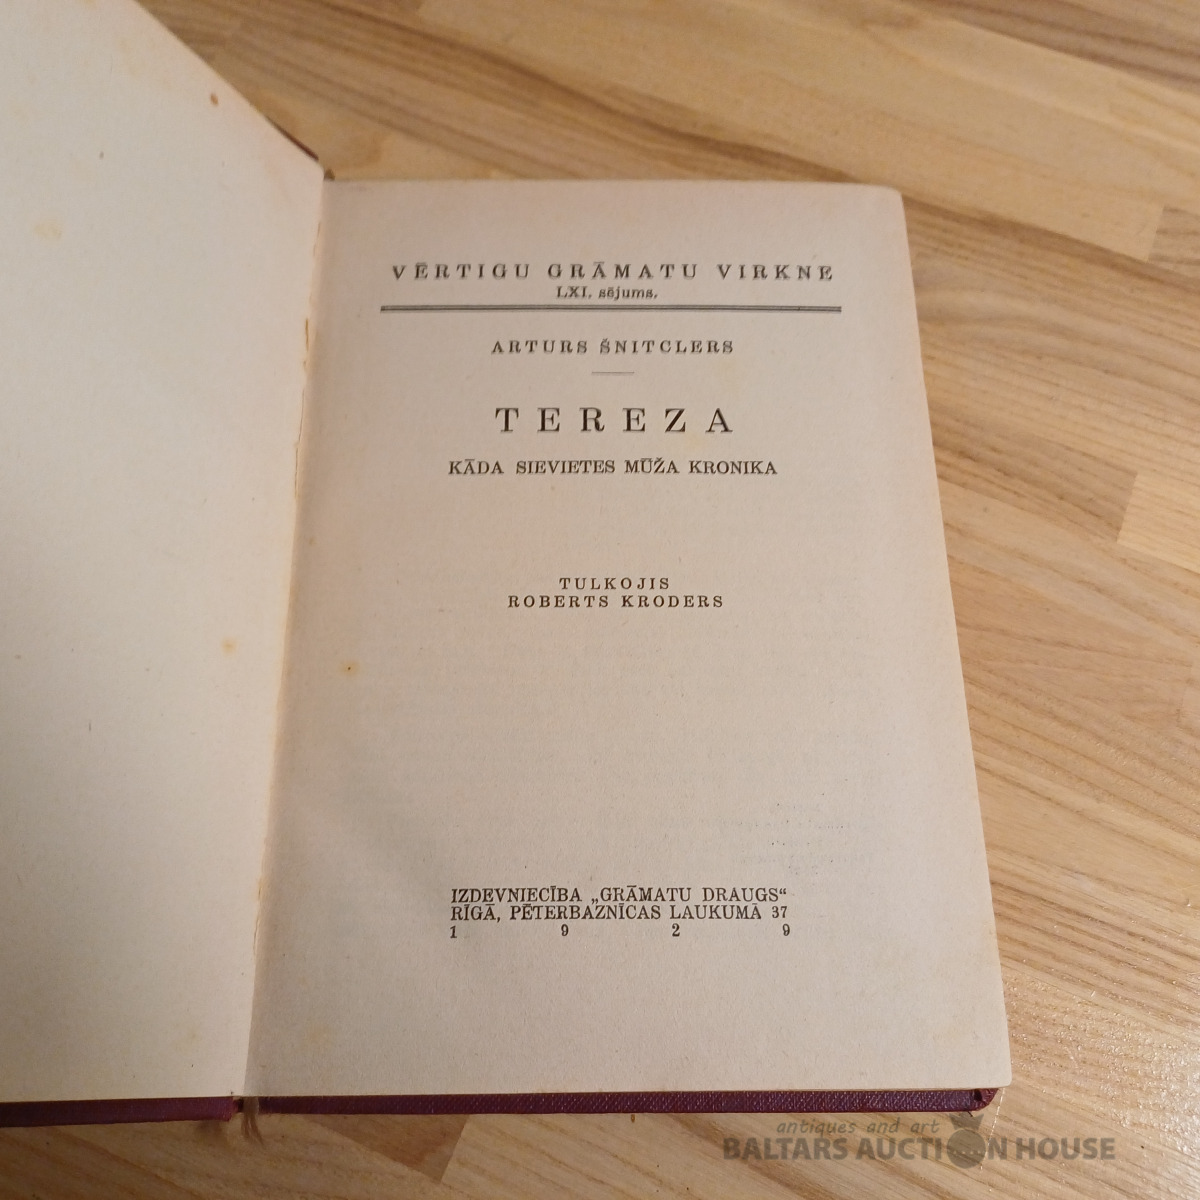 VĒRTIGU GRĀMATU VIRKNE
LXI. sējums.
ARTURS ŠNITCLERS
TEREZA
KĀDA SIEVIETES MŪŽA KRONIKA
TULKOJIS
ROBERTS KRODERS
IZDEVNIECĪBA „GRĀMATU DRAUGS“
RĪGĀ, PĒTERBAZNĪCAS LAUKUMĀ 37
1 9 2 9
antiques and art
BALTARS AUCTION HOUSE